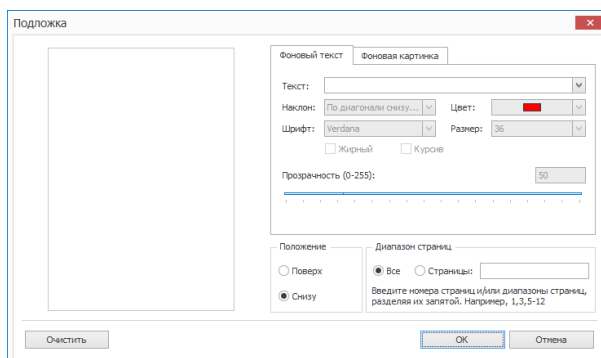 Подложка
Фоновый текст Фоновая картинка
Текст:
Наклон: По диагонали снизу... Цвет:
Шрифт: Verdana Размер: 36
Жирный Курсив
Прозрачность (0-255): 50
Положение Диапазон страниц
Поверх Все Страницы:
Снизу Введите номера страниц и/или диапазоны страниц,
разделяя их запятой. Например, 1,3,5-12
Очистить OK Отмена